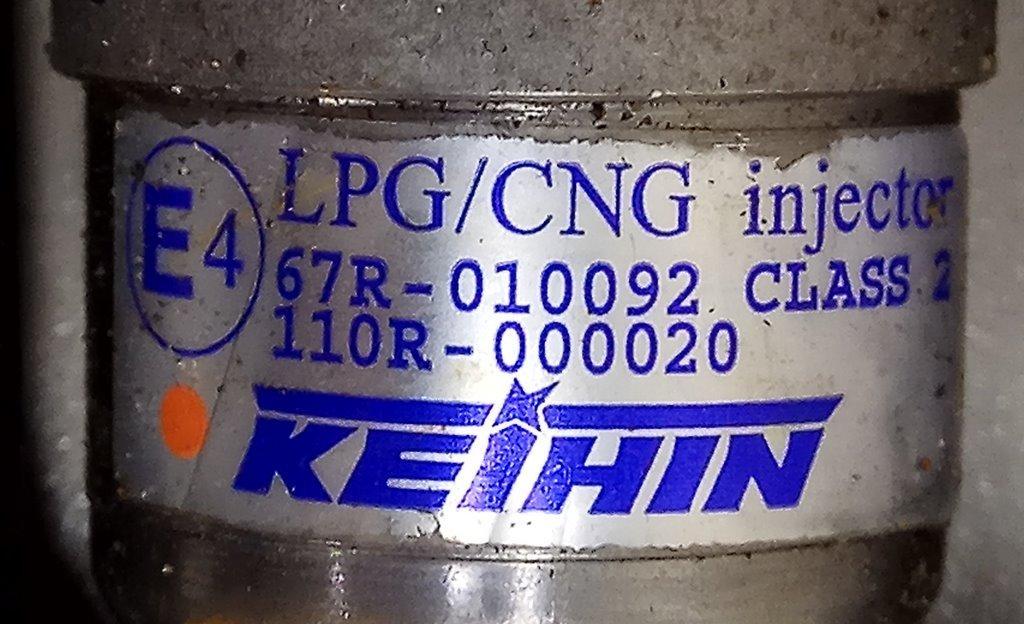 E4
LPG/CNG injector
67R-010092 CLASS 2
110R-000020
KEIHIN